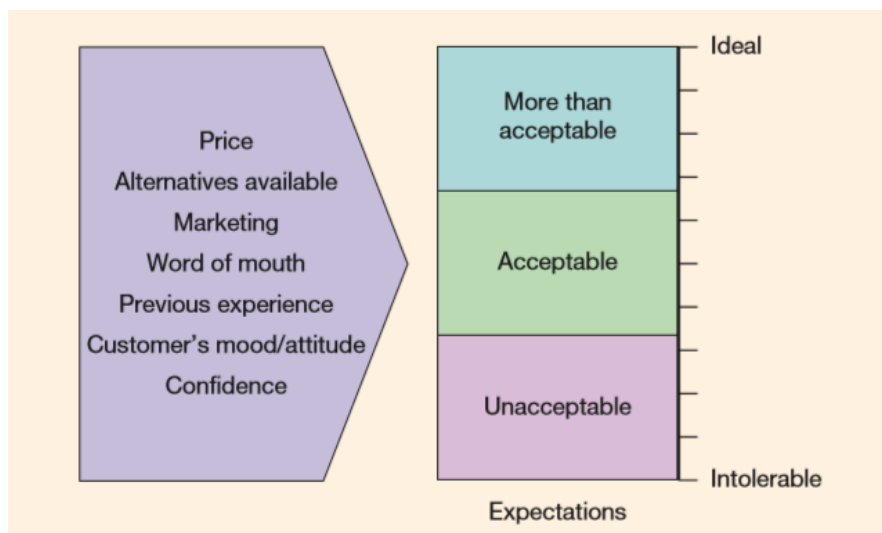 Price
Alternatives available
Marketing
Word of mouth
Previous experience
Customer’s mood/attitude
Confidence
More than
acceptable
Acceptable
Unacceptable
Expectations
Ideal
Intolerable